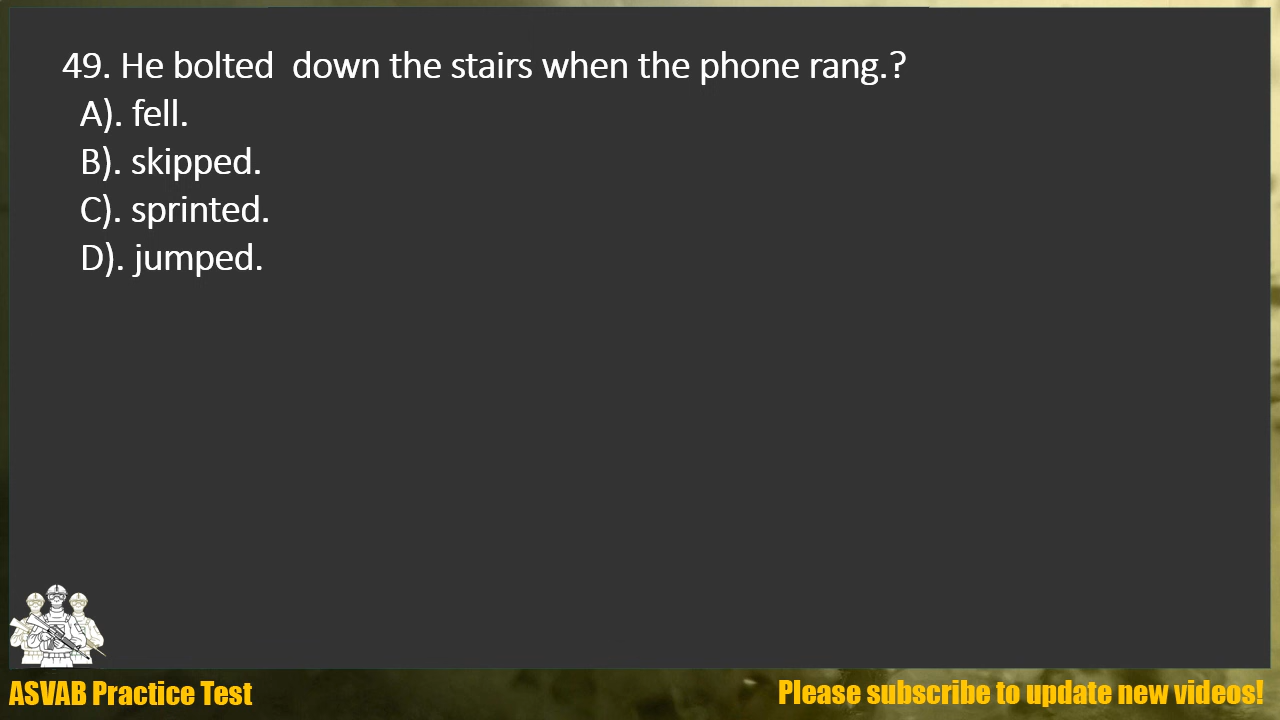 49. He bolted  down the stairs when the phone rang.?
A). fell.
B). skipped.
C). sprinted.
D). jumped.
ASVAB Practice Test
Please subscribe to update new videos!